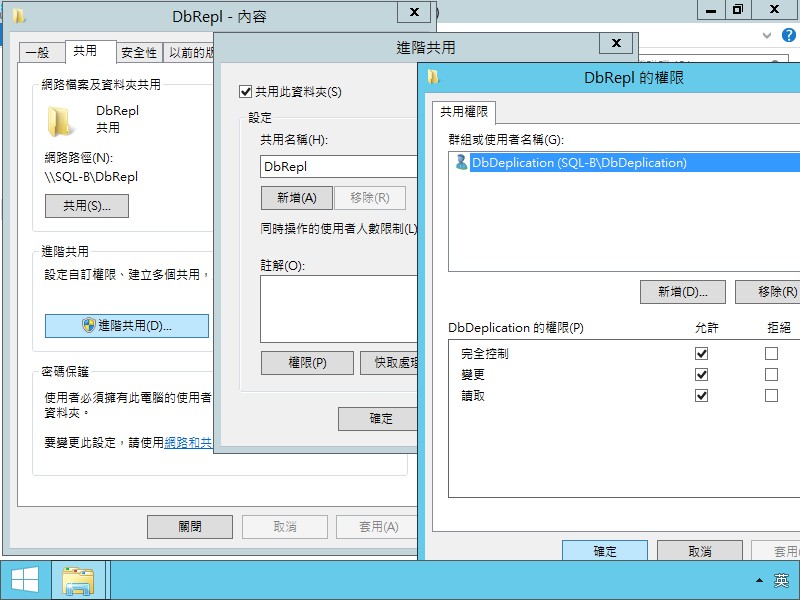 DbRepl - 內容
一般
共用
安全性
以前的版
網路檔案及資料夾共用
DbRepl
共用
網路路徑(N):
\\SQL-B\DbRepl
共用(S)...
進階共用
設定自訂權限、建立多個共用，
進階共用(D)...
密碼保護
使用者必須擁有此電腦的使用者
資料夾。
要變更此設定，請使用網路和共
關閉
取消
套用(A)
進階共用
共用此資料夾(S)
設定
共用名稱(H):
DbRepl
新增(A)
移除(R)
同時操作的使用者人數限制(L)
註解(O):
權限(P)
快取處理
確定
DbRepl 的權限
共用權限
群組或使用者名稱(G):
DbDeplication (SQL-B\DbDeplication)
新增(D)...
移除(R)
DbDeplication 的權限(P)
允許
拒絕
完全控制
變更
讀取
確定
取消
套用(
英